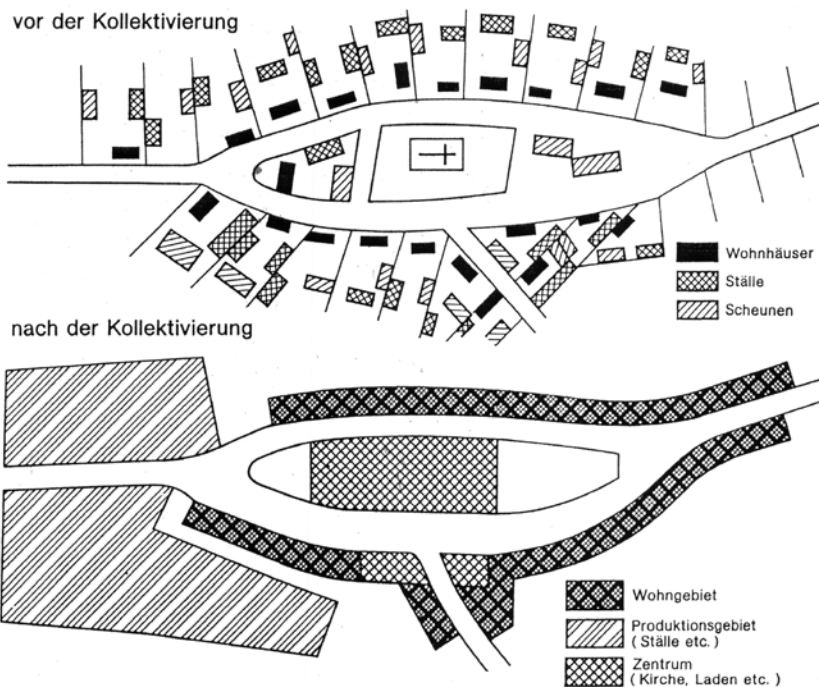 vor der Kollektivierung
Wohnhäuser
Ställe
Scheunen
nach der Kollektivierung
Wohngebiet
Produktionsgebiet
( Ställe etc. )
Zentrum
( Kirche, Laden etc. )